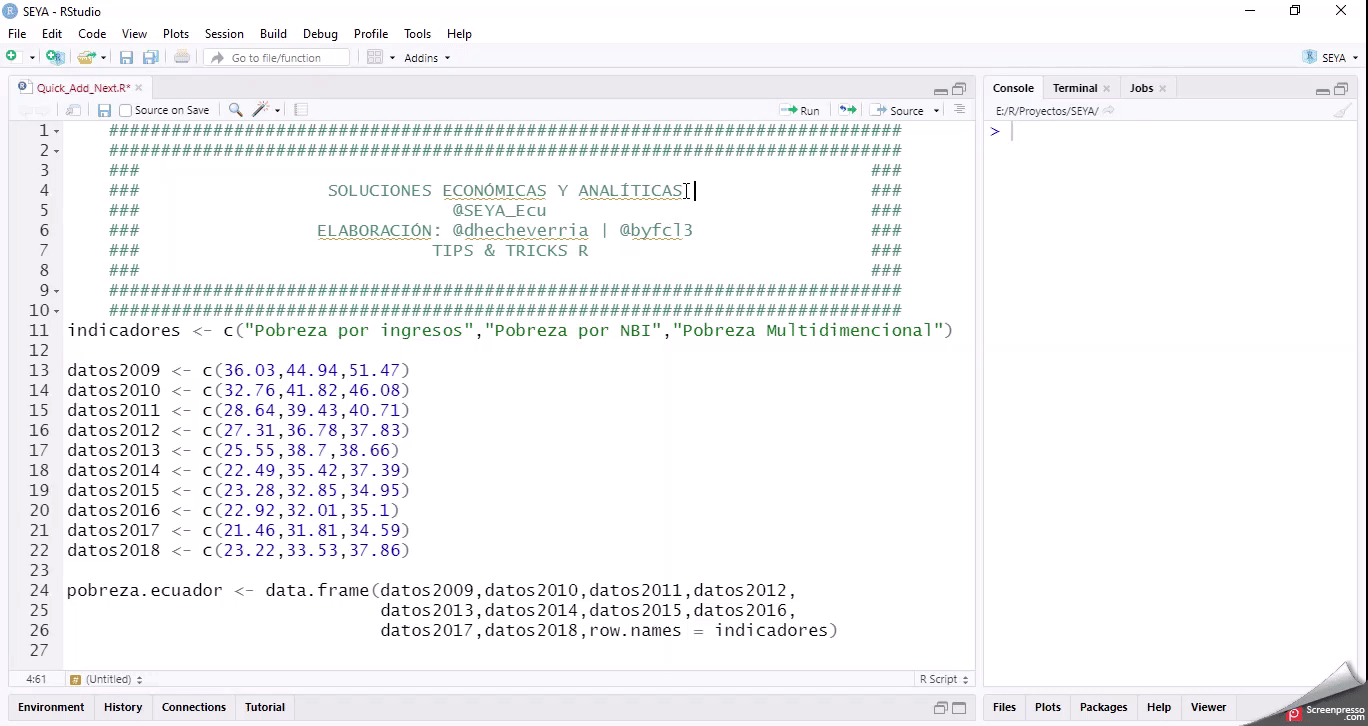 SEYA - RStudio
File Edit Code View Plots Session Build Debug Profile Tools Help
Go to file/function Addins SEYA
Quick_Add_Next.R*
Source on Save Run Source
1 ############################################################################
2 ############################################################################
3 ### ###
4 ### SOLUCIONES ECONÓMICAS Y ANALÍTICAS ###
5 ### @SEYA_Ecu ###
6 ### ELABORACIÓN: @dhecheverria | @byfcl3 ###
7 ### TIPS & TRICKS R ###
8 ### ###
9 ############################################################################
10 ############################################################################
11 indicadores <- c("Pobreza por ingresos","Pobreza por NBI","Pobreza Multidimencional")
12
13 datos2009 <- c(36.03,44.94,51.47)
14 datos2010 <- c(32.76,41.82,46.08)
15 datos2011 <- c(28.64,39.43,40.71)
16 datos2012 <- c(27.31,36.78,37.83)
17 datos2013 <- c(25.55,38.7,38.66)
18 datos2014 <- c(22.49,35.42,37.39)
19 datos2015 <- c(23.28,32.85,34.95)
20 datos2016 <- c(22.92,32.01,35.1)
21 datos2017 <- c(21.46,31.81,34.59)
22 datos2018 <- c(23.22,33.53,37.86)
23
24 pobreza.ecuador <- data.frame(datos2009,datos2010,datos2011,datos2012,
25 datos2013,datos2014,datos2015,datos2016,
26 datos2017,datos2018,row.names = indicadores)
27
4:61 (Untitled) R Script
Environment History Connections Tutorial
Console Terminal Jobs
E:/R/Proyectos/SEYA/
>
Files Plots Packages Help Viewer
Screenpresso
.com